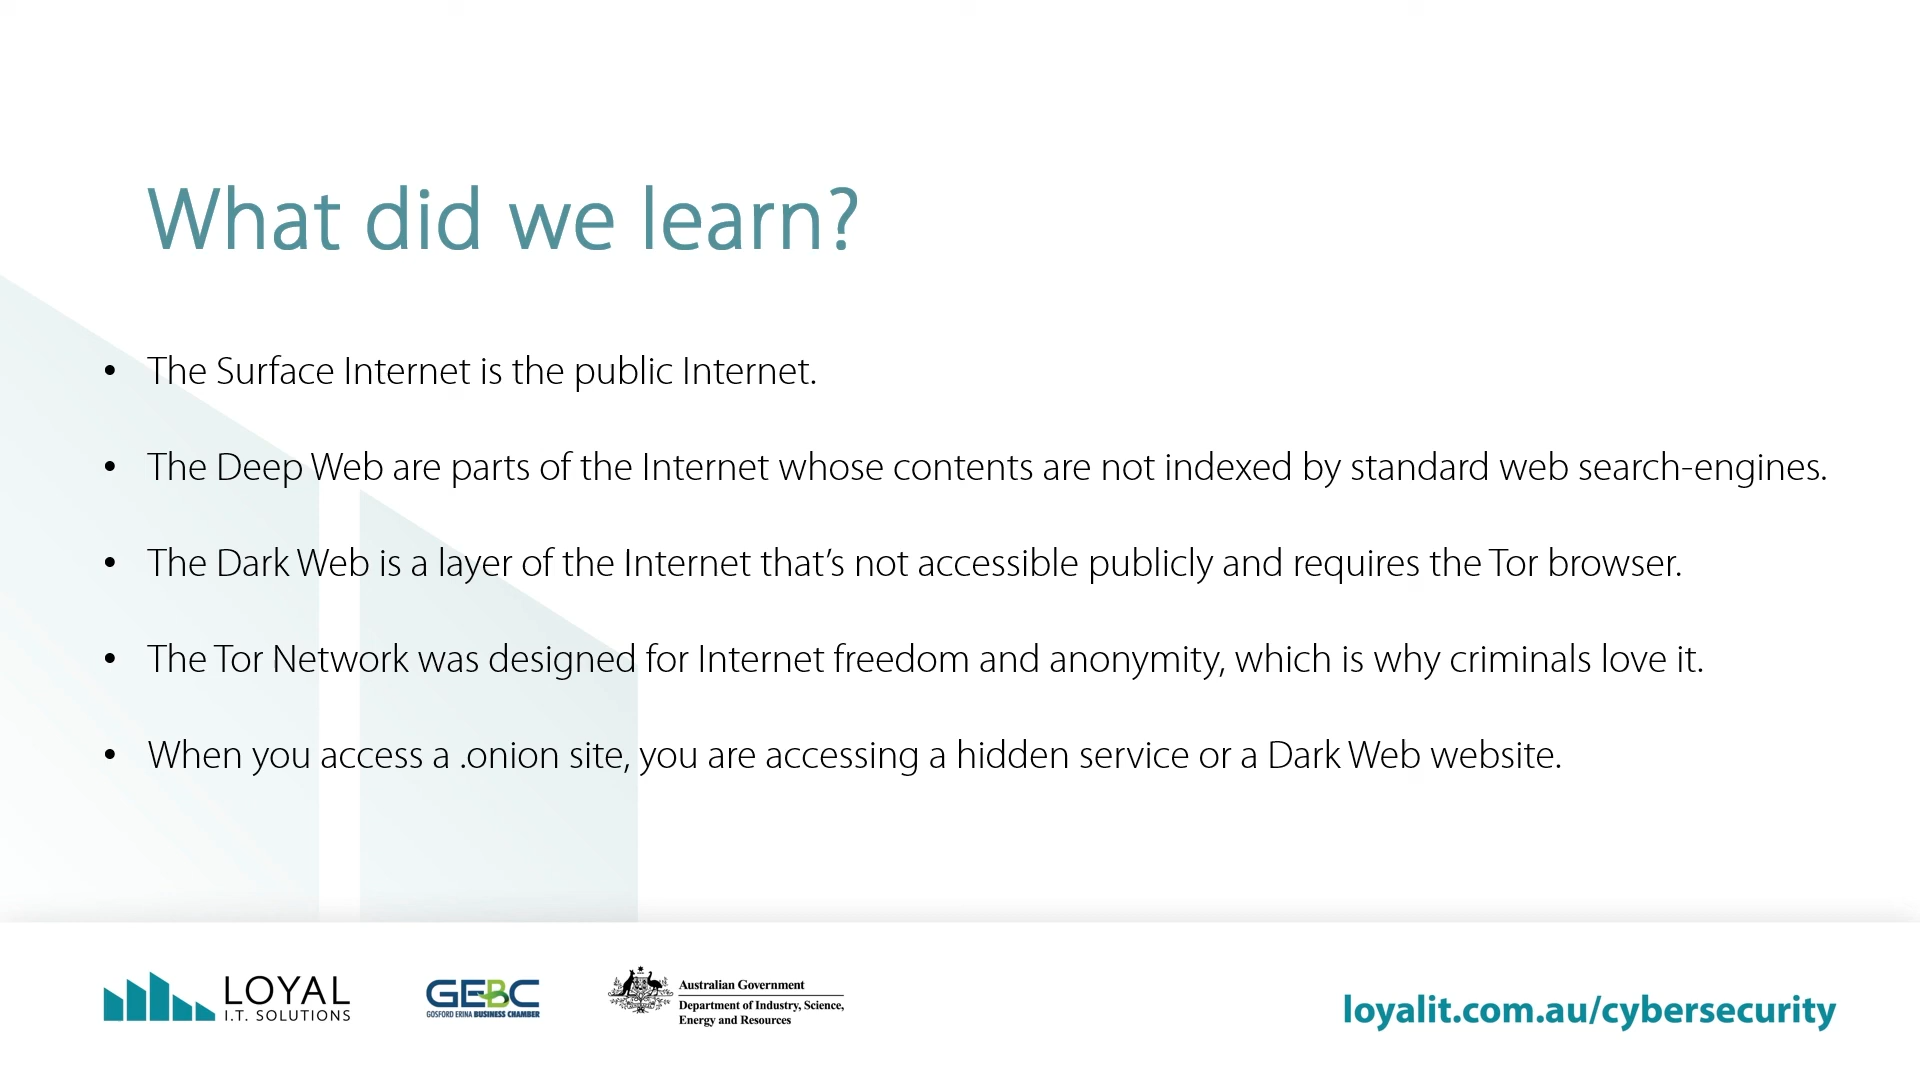 What did we learn?
• The Surface Internet is the public Internet.
• The Deep Web are parts of the Internet whose contents are not indexed by standard web search-engines.
• The Dark Web is a layer of the Internet that’s not accessible publicly and requires the Tor browser.
• The Tor Network was designed for Internet freedom and anonymity, which is why criminals love it.
• When you access a .onion site, you are accessing a hidden service or a Dark Web website.
LOYAL
I.T. SOLUTIONS
GEBC
GOSFORD ERINA BUSINESS CHAMBER
Australian Government
Department of Industry, Science,
Energy and Resources
loyalit.com.au/cybersecurity